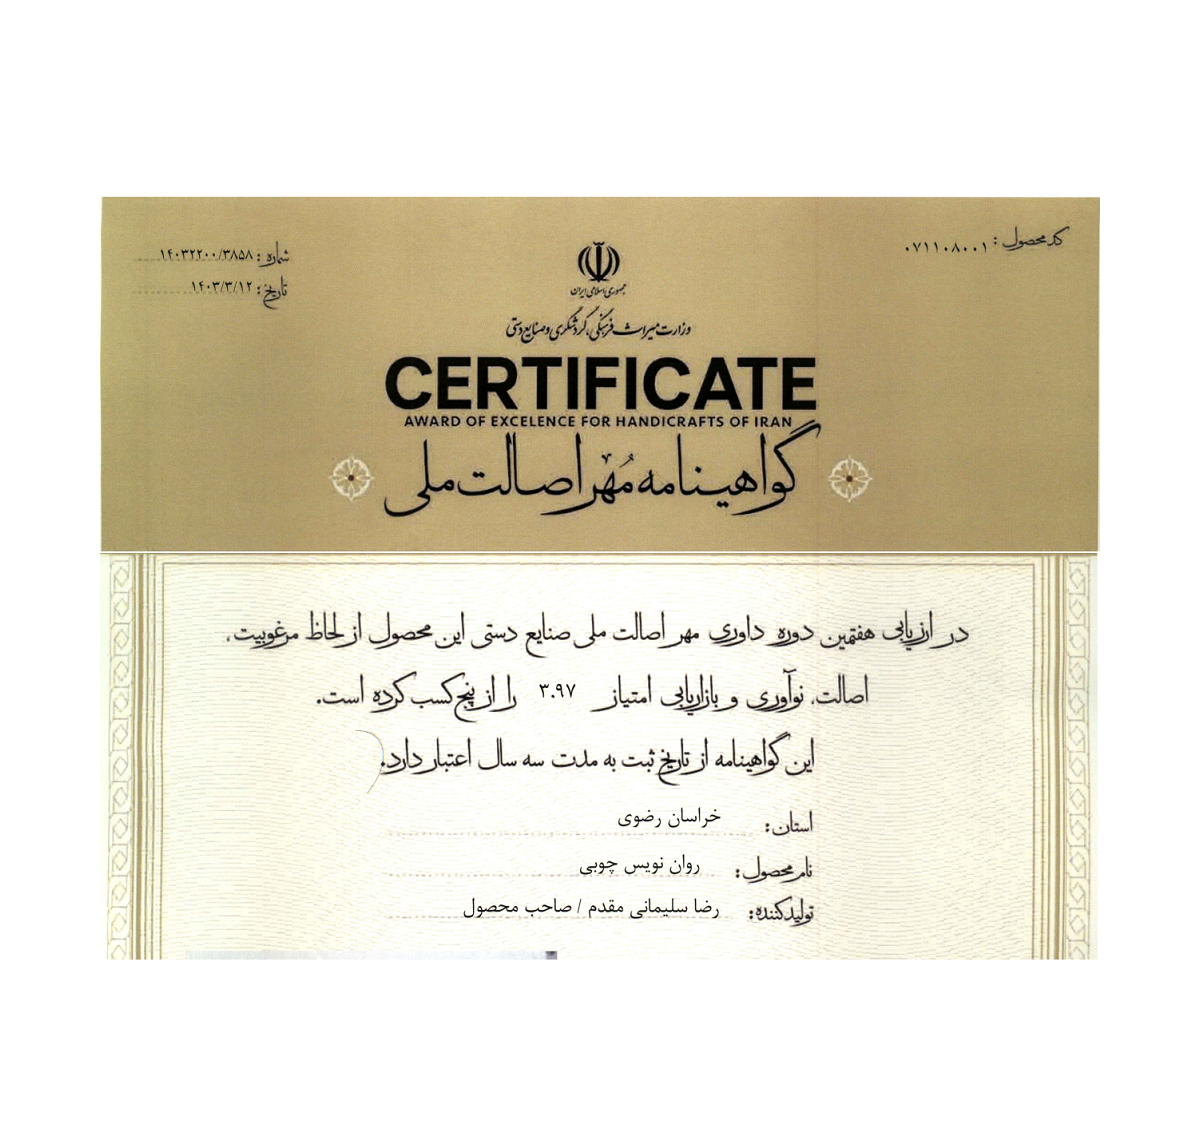 کد محصول : ۰۷۱۱۰۸۰۰۱
شماره : ۱۴۰۳۲۲۰۰/۳۸۵۸
تاریخ : ۱۴۰۳/۳/۱۲
جمهوری اسلامی ایران
وزارت میراث فرهنگی، گردشگری و صنایع دستی
CERTIFICATE
AWARD OF EXCELENCE FOR HANDICRAFTS OF IRAN
گواهینامه مُهر اصالت ملی
در ارزیابی هفتمین دوره داوری مهر اصالت ملی صنایع دستی این محصول از لحاظ مرغوبیت،
اصالت، نوآوری و بازاریابی امتیاز ۳.۹۷ را از پنج کسب کرده است.
این گواهینامه از تاریخ ثبت به مدت سه سال اعتبار دارد.
استان: خراسان رضوی
نام محصول: روان نویس چوبی
تولیدکننده: رضا سلیمانی مقدم / صاحب محصول